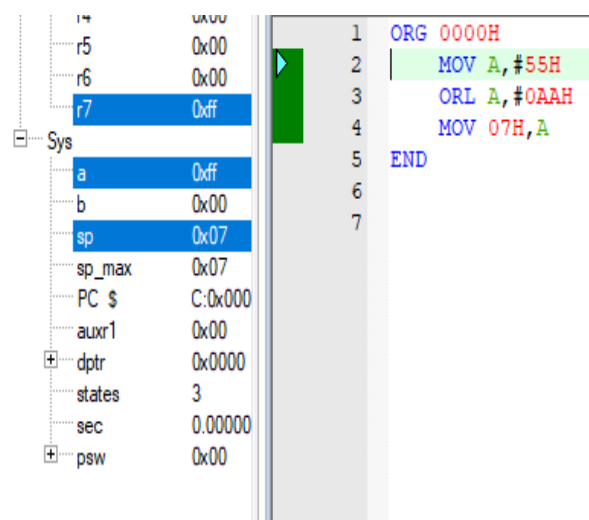 r4 0x00
r5 0x00
r6 0x00
r7 0xff
Sys
a 0xff
b 0x00
sp 0x07
sp_max 0x07
PC $ C:0x000
auxr1 0x00
dptr 0x0000
states 3
sec 0.00000
psw 0x00
1 ORG 0000H
2 MOV A,#55H
3 ORL A,#0AAH
4 MOV 07H,A
5 END
6
7